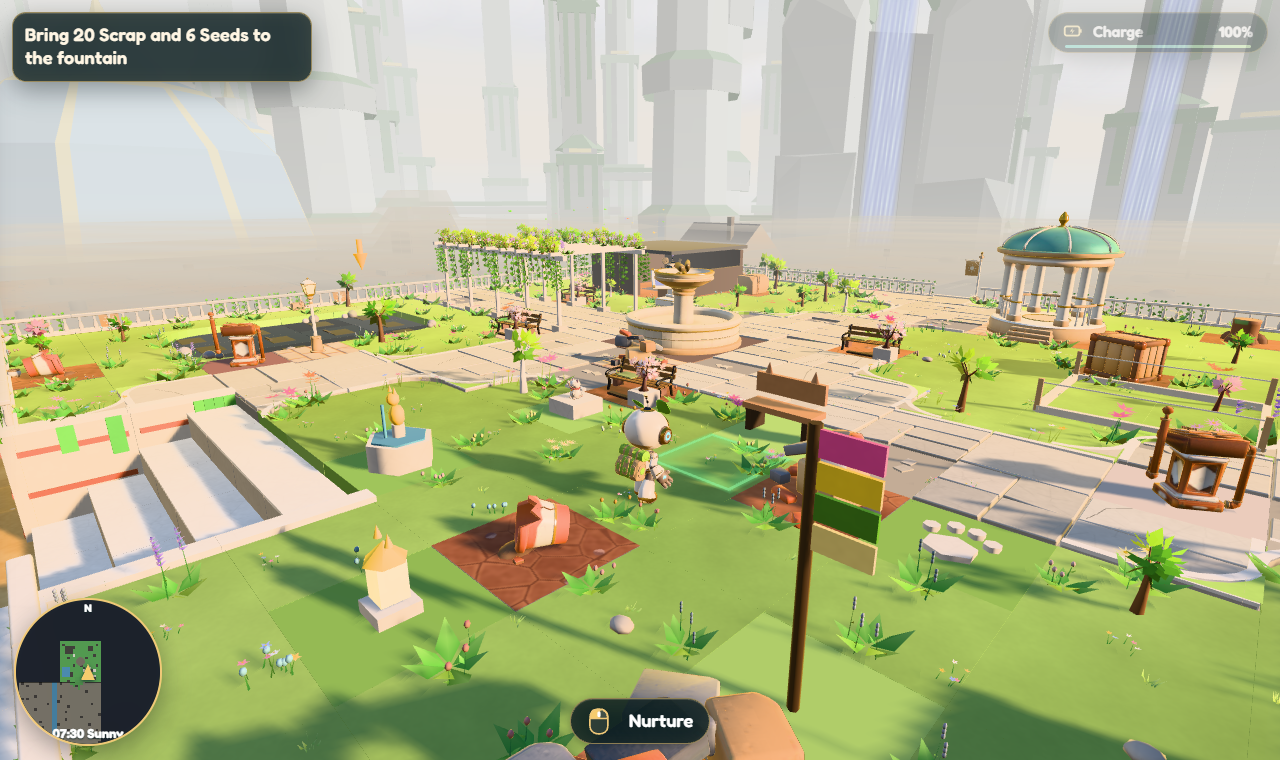 Bring 20 Scrap and 6 Seeds to
the fountain
Charge 100%
N
07:30 Sunny
Nurture